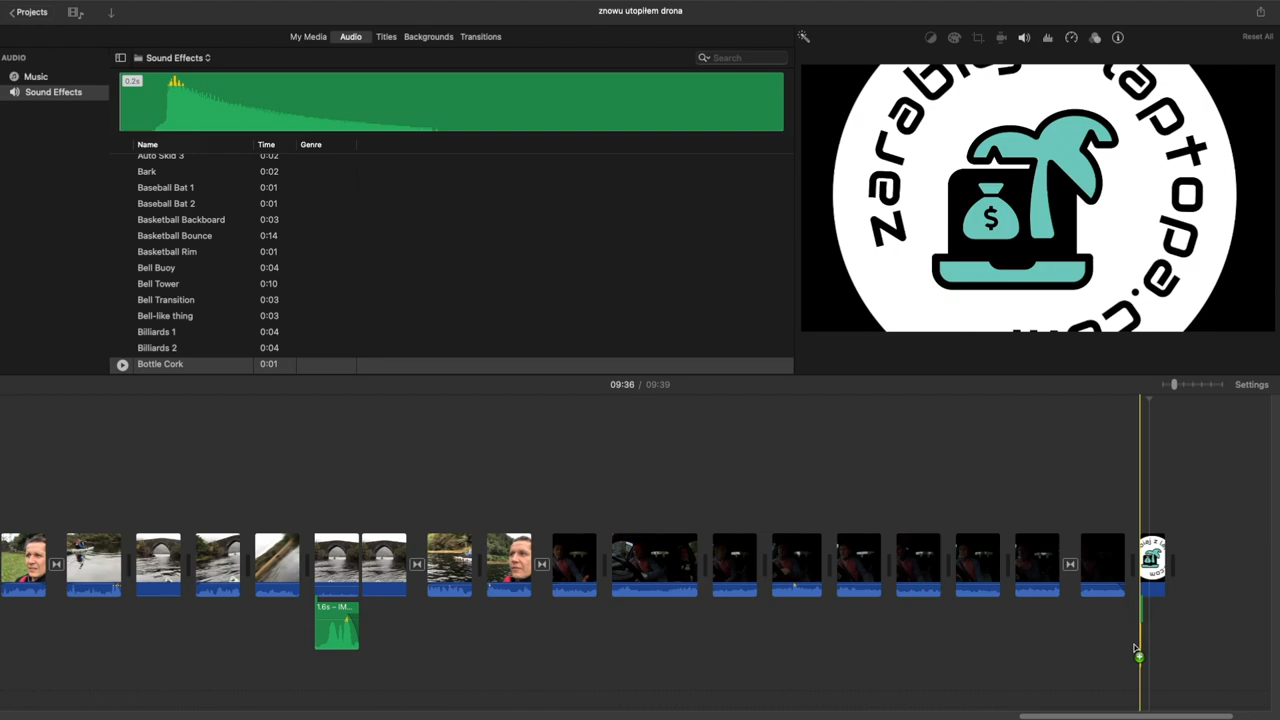 Projects
znowu utopiłem drona
My Media
Audio
Titles
Backgrounds
Transitions
Reset All
AUDIO
Music
Sound Effects
Sound Effects
Search
0.2s
Name Time Genre
Auto Skid 3 0:02
Bark 0:02
Baseball Bat 1 0:01
Baseball Bat 2 0:01
Basketball Backboard 0:03
Basketball Bounce 0:14
Basketball Rim 0:01
Bell Buoy 0:04
Bell Tower 0:10
Bell Transition 0:03
Bell-like thing 0:03
Billiards 1 0:04
Billiards 2 0:04
Bottle Cork 0:01
$
09:36 / 09:39
Settings
1.6s – IM...